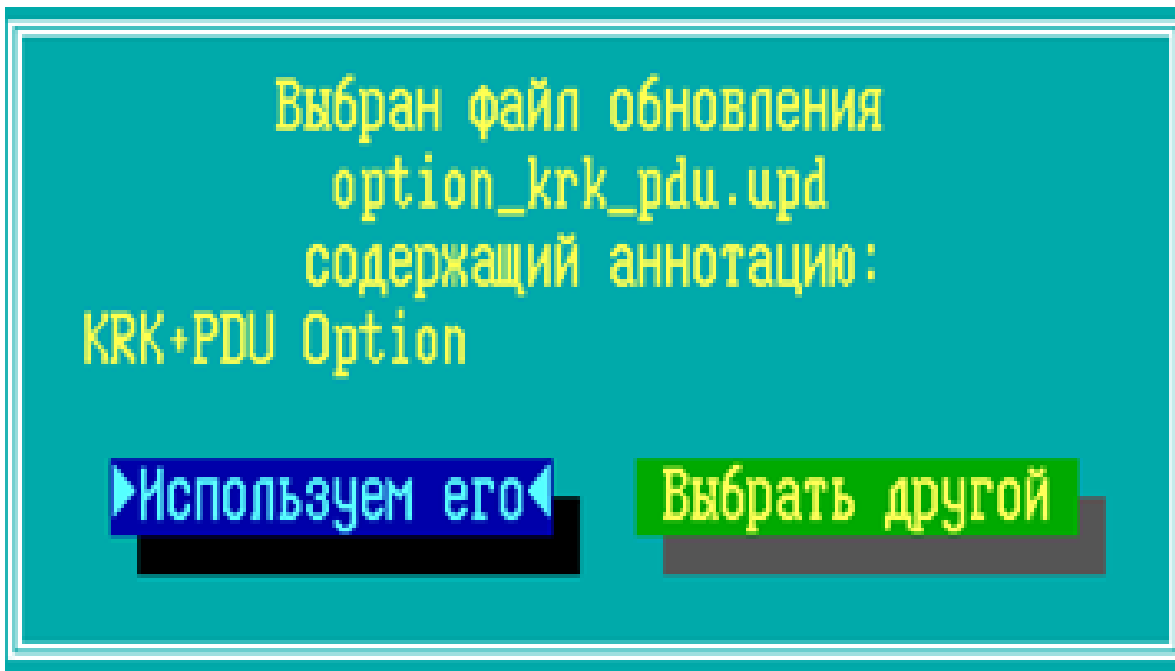 Выбран файл обновления
option_krk_pdu.upd
содержащий аннотацию:
KRK+PDU Option
Используем его
Выбрать другой